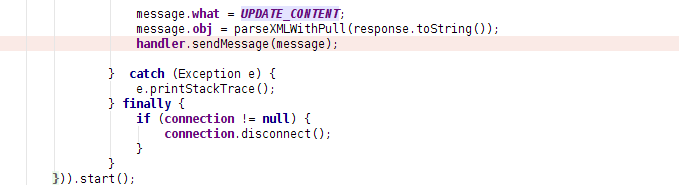 message.what = UPDATE_CONTENT;
message.obj = parseXMLWithPull(response.toString());
handler.sendMessage(message);
}  catch (Exception e) {
e.printStackTrace();
} finally {
if (connection != null) {
connection.disconnect();
}
}
})).start();